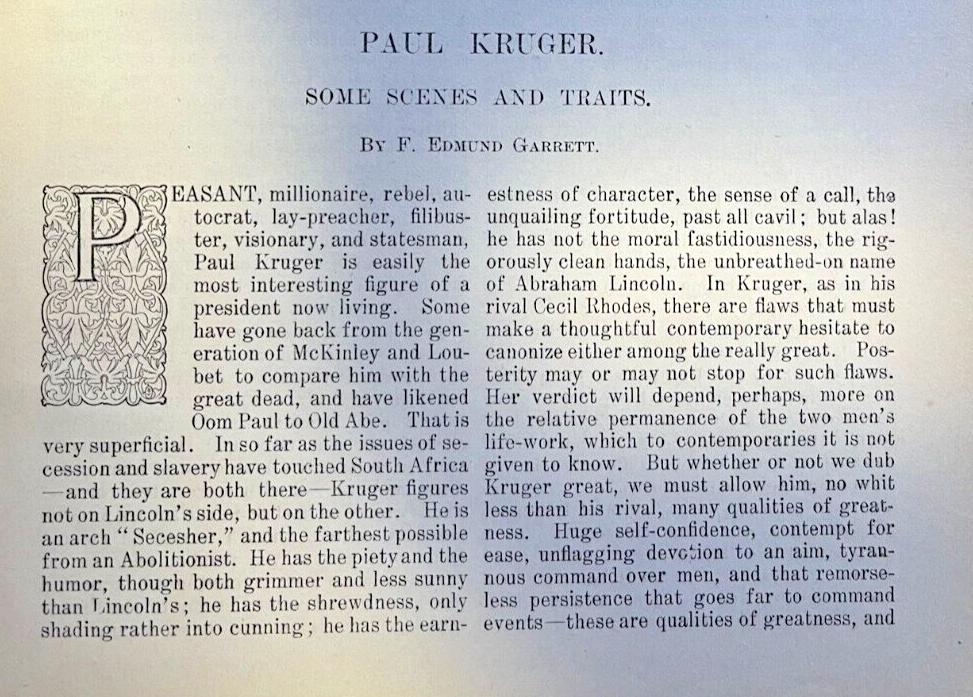 PAUL KRUGER.
SOME SCENES AND TRAITS.
By F. Edmund Garrett.
PEASANT, millionaire, rebel, au-
tocrat, lay-preacher, filibus-
ter, visionary, and statesman,
Paul Kruger is easily the
most interesting figure of a
president now living. Some
have gone back from the gen-
eration of McKinley and Lou-
bet to compare him with the
great dead, and have likened
Oom Paul to Old Abe. That is
very superficial. In so far as the issues of se-
cession and slavery have touched South Africa
—and they are both there—Kruger figures
not on Lincoln's side, but on the other. He is
an arch "Secesher," and the farthest possible
from an Abolitionist. He has the piety and the
humor, though both grimmer and less sunny
than Lincoln's; he has the shrewdness, only
shading rather into cunning; he has the earn-
estness of character, the sense of a call, the
unquailing fortitude, past all cavil; but alas!
he has not the moral fastidiousness, the rig-
orously clean hands, the unbreathed-on name
of Abraham Lincoln. In Kruger, as in his
rival Cecil Rhodes, there are flaws that must
make a thoughtful contemporary hesitate to
canonize either among the really great. Pos-
terity may or may not stop for such flaws.
Her verdict will depend, perhaps, more on
the relative permanence of the two men's
life-work, which to contemporaries it is not
given to know. But whether or not we dub
Kruger great, we must allow him, no whit
less than his rival, many qualities of great-
ness. Huge self-confidence, contempt for
ease, unflagging devotion to an aim, tyran-
nous command over men, and that remorse-
less persistence that goes far to command
events—these are qualities of greatness, and